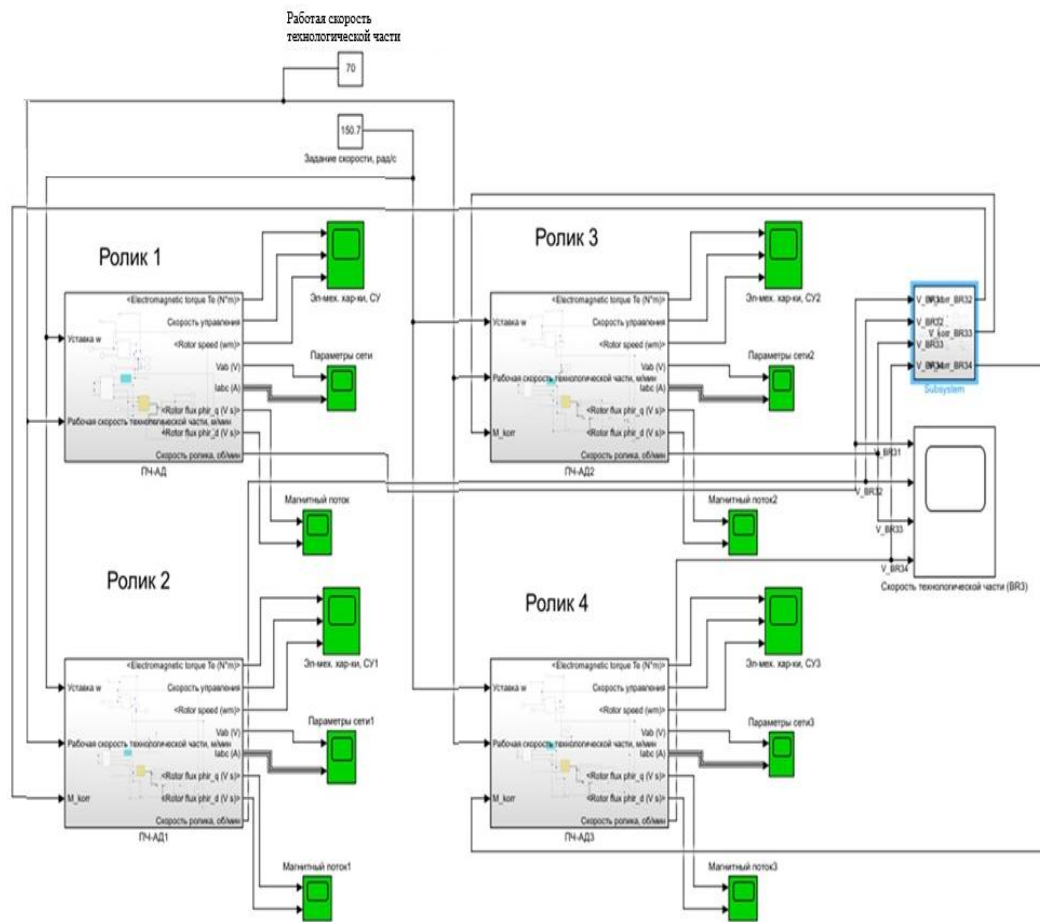 Работая скорость
технологической части
70
150.7
Задание скорости, рад/с
Ролик 1
<Electromagnetic torque Te (N*m)>
Скорость управления
<Rotor speed (wm)>
Vab (V)
Iabc (A)
<Rotor flux phir_q (V s)>
<Rotor flux phir_d (V s)>
Скорость ролика, об/мин
Уставка w
Рабочая скорость технологической части, м/мин
ПЧ-АД
Эл-мех. хар-ки, СУ
Параметры сети
Магнитный поток
Ролик 3
<Electromagnetic torque Te (N*m)>
Скорость управления
<Rotor speed (wm)>
Vab (V)
Iabc (A)
<Rotor flux phir_q (V s)>
<Rotor flux phir_d (V s)>
Скорость ролика, об/мин
Уставка w
Рабочая скорость технологической части, м/мин
M_korr
ПЧ-АД2
Эл-мех. хар-ки, СУ2
Параметры сети2
Магнитный поток2
V_BR32
V_korr_BR33
V_BR33
Subsystem
V_BR31
V_BR32
V_BR33
V_BR34
Скорость технологической части (BR3)
Ролик 2
<Electromagnetic torque Te (N*m)>
Скорость управления
<Rotor speed (wm)>
Vab (V)
Iabc (A)
<Rotor flux phir_q (V s)>
<Rotor flux phir_d (V s)>
Скорость ролика, об/мин
Уставка w
Рабочая скорость технологической части, м/мин
M_korr
ПЧ-АД1
Эл-мех. хар-ки, СУ1
Параметры сети1
Магнитный поток1
Ролик 4
<Electromagnetic torque Te (N*m)>
Скорость управления
<Rotor speed (wm)>
Vab (V)
Iabc (A)
<Rotor flux phir_q (V s)>
<Rotor flux phir_d (V s)>
Скорость ролика, об/мин
Уставка w
Рабочая скорость технологической части, м/мин
M_korr
ПЧ-АД3
Эл-мех. хар-ки, СУ3
Параметры сети3
Магнитный поток3